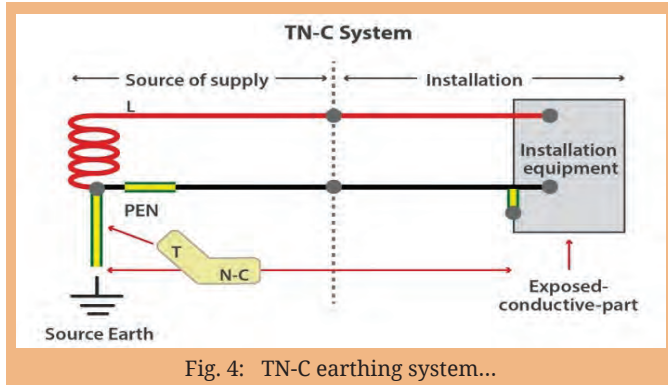 TN-C System
Source of supply
Installation
L
Installation
equipment
PEN
T
N-C
Exposed-
conductive-part
Source Earth
Fig. 4: TN-C earthing system...